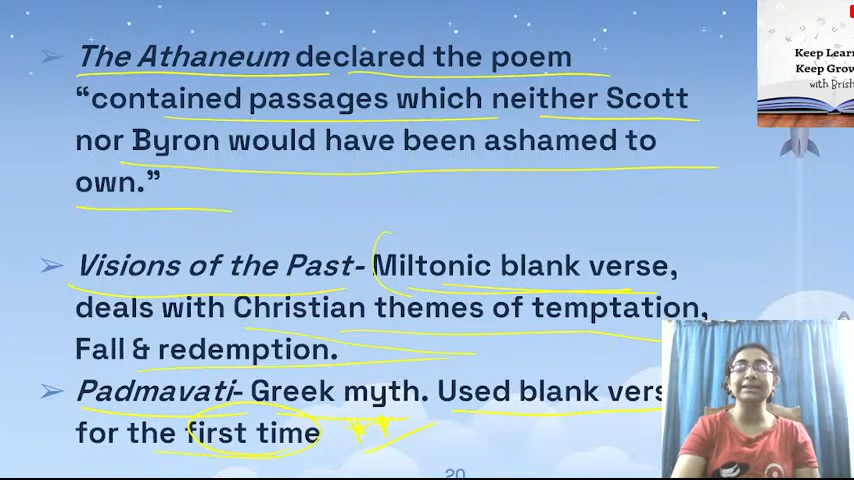 The Athaneum declared the poem
“contained passages which neither Scott
nor Byron would have been ashamed to
own.”
Visions of the Past- Miltonic blank verse,
deals with Christian themes of temptation,
Fall & redemption.
Padmavati- Greek myth. Used blank vers
for the first time
20
Keep Lear
Keep Grow
with Brish